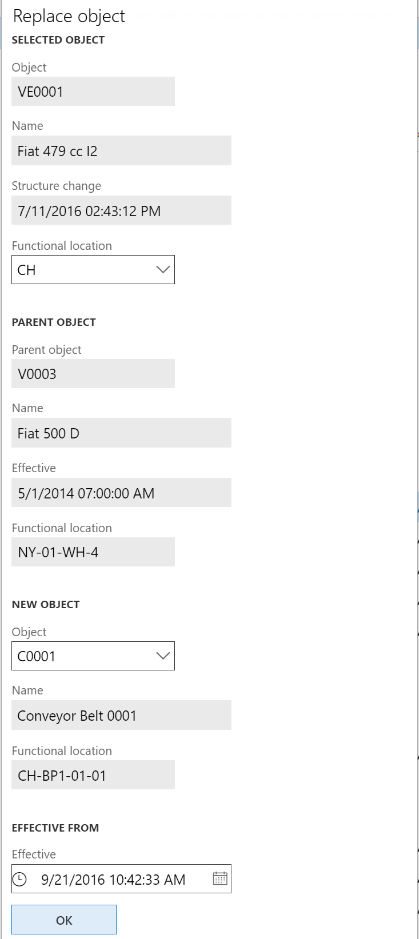 Replace object
SELECTED OBJECT
Object
VE0001
Name
Fiat 479 cc I2
Structure change
7/11/2016 02:43:12 PM
Functional location
CH
PARENT OBJECT
Parent object
V0003
Name
Fiat 500 D
Effective
5/1/2014 07:00:00 AM
Functional location
NY-01-WH-4
NEW OBJECT
Object
C0001
Name
Conveyor Belt 0001
Functional location
CH-BP1-01-01
EFFECTIVE FROM
Effective
9/21/2016 10:42:33 AM
OK